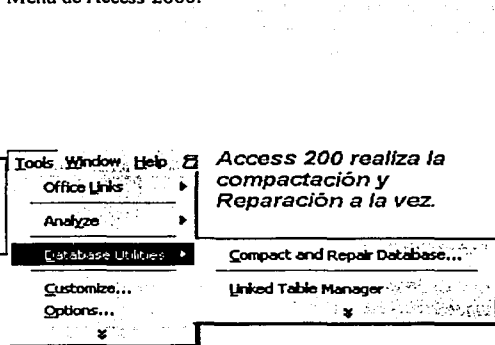 Menú de Access 2000.
Tools Window Help
Access 200 realiza la
compactación y
Reparación a la vez.
Office Links
Analyze
Database Utilities
Compact and Repair Database...
Customize...
Linked Table Manager
Options...